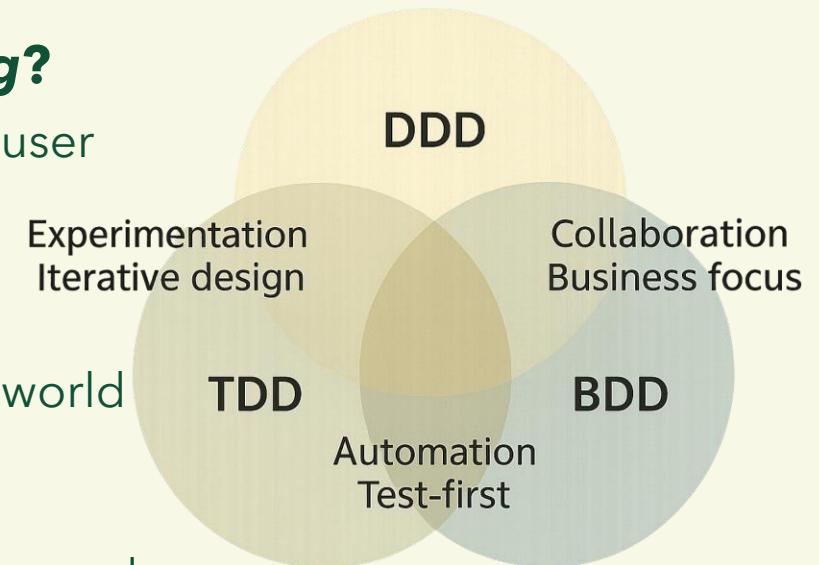 g?
user
DDD
Experimentation
Iterative design
Collaboration
Business focus
world
TDD
BDD
Automation
Test-first